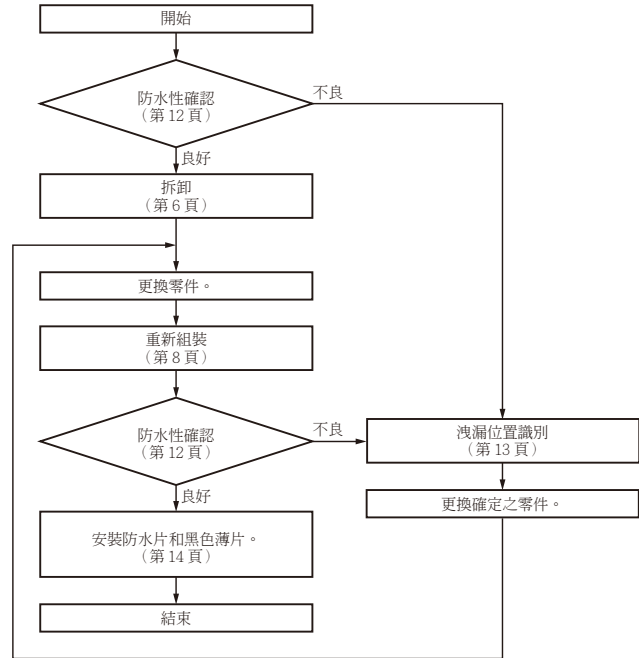 開始
防水性確認
（第 12 頁）
不良
良好
拆卸
（第 6 頁）
更換零件。
重新組裝
（第 8 頁）
防水性確認
（第 12 頁）
不良
洩漏位置識別
（第 13 頁）
良好
更換確定之零件。
安裝防水片和黑色薄片。
（第 14 頁）
結束